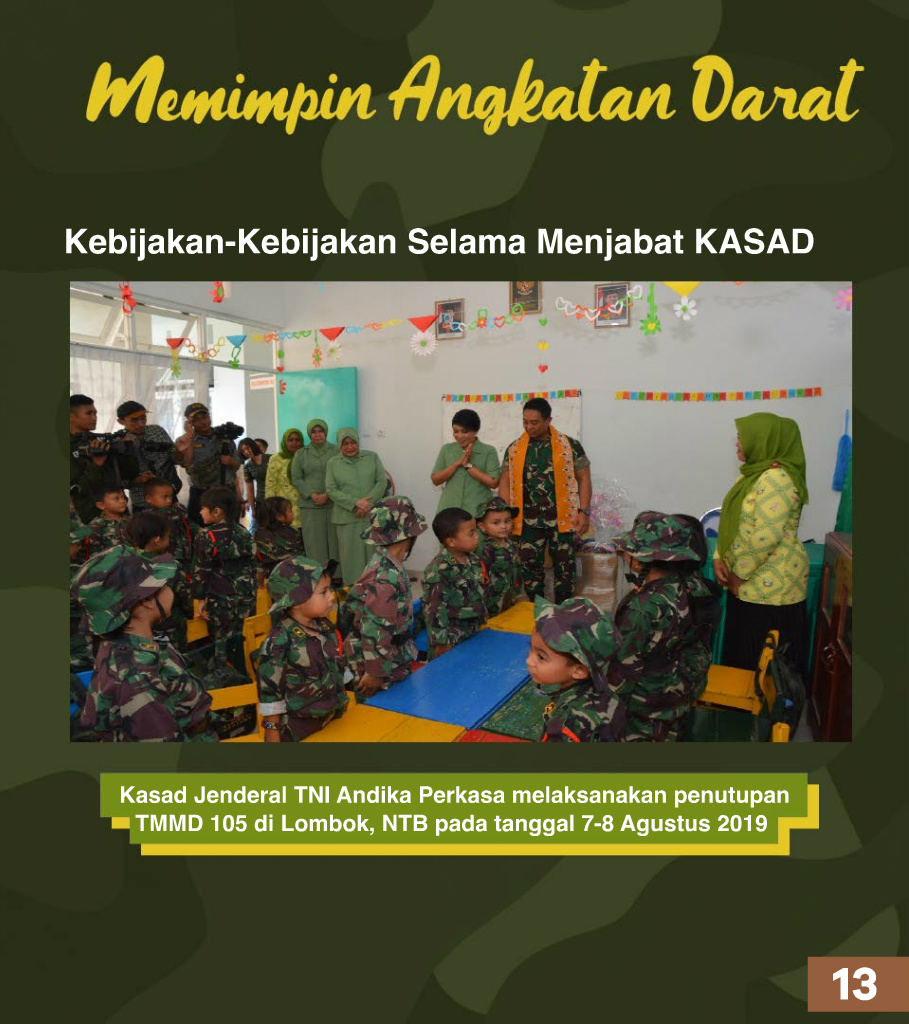 Memimpin Angkatan Darat
Kebijakan-Kebijakan Selama Menjabat KASAD
Kasad Jenderal TNI Andika Perkasa melaksanakan penutupan
TMMD 105 di Lombok, NTB pada tanggal 7-8 Agustus 2019
13